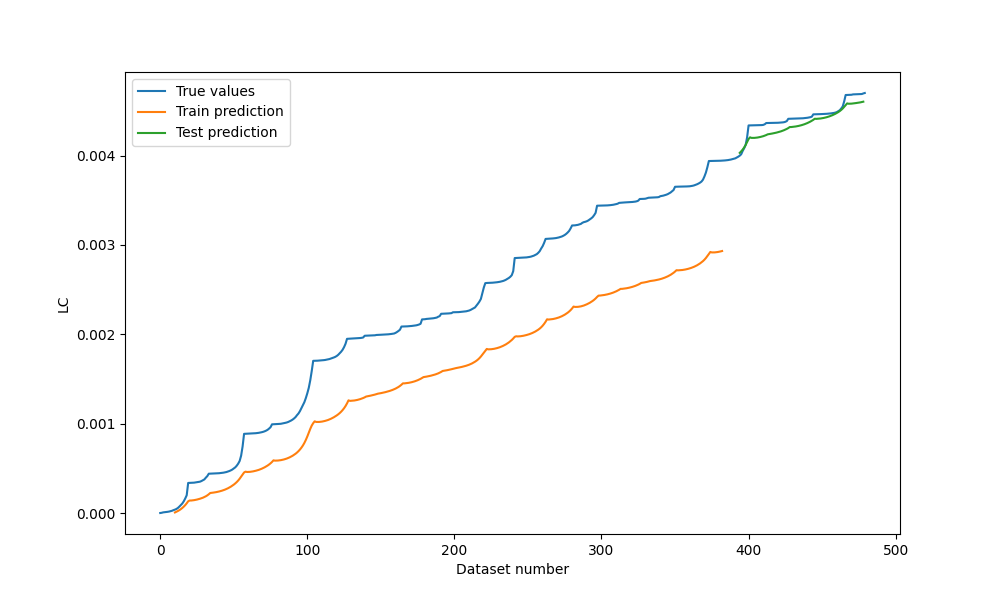 True values
Train prediction
Test prediction
LC
0.004
0.003
0.002
0.001
0.000
0 100 200 300 400 500
Dataset number